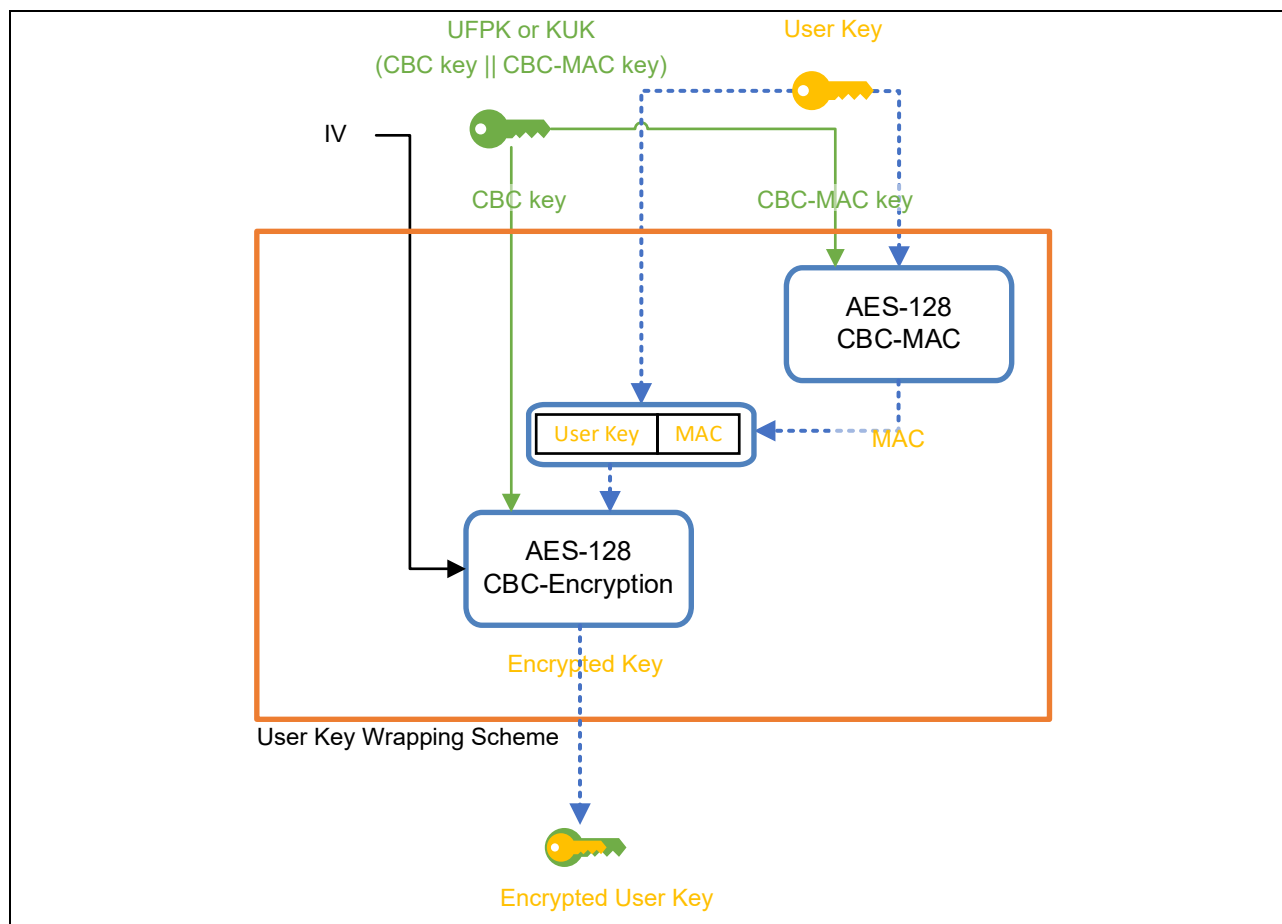 UFPK or KUK
(CBC key || CBC-MAC key)
User Key
IV
CBC key
CBC-MAC key
AES-128
CBC-MAC
User Key
MAC
MAC
AES-128
CBC-Encryption
Encrypted Key
User Key Wrapping Scheme
Encrypted User Key